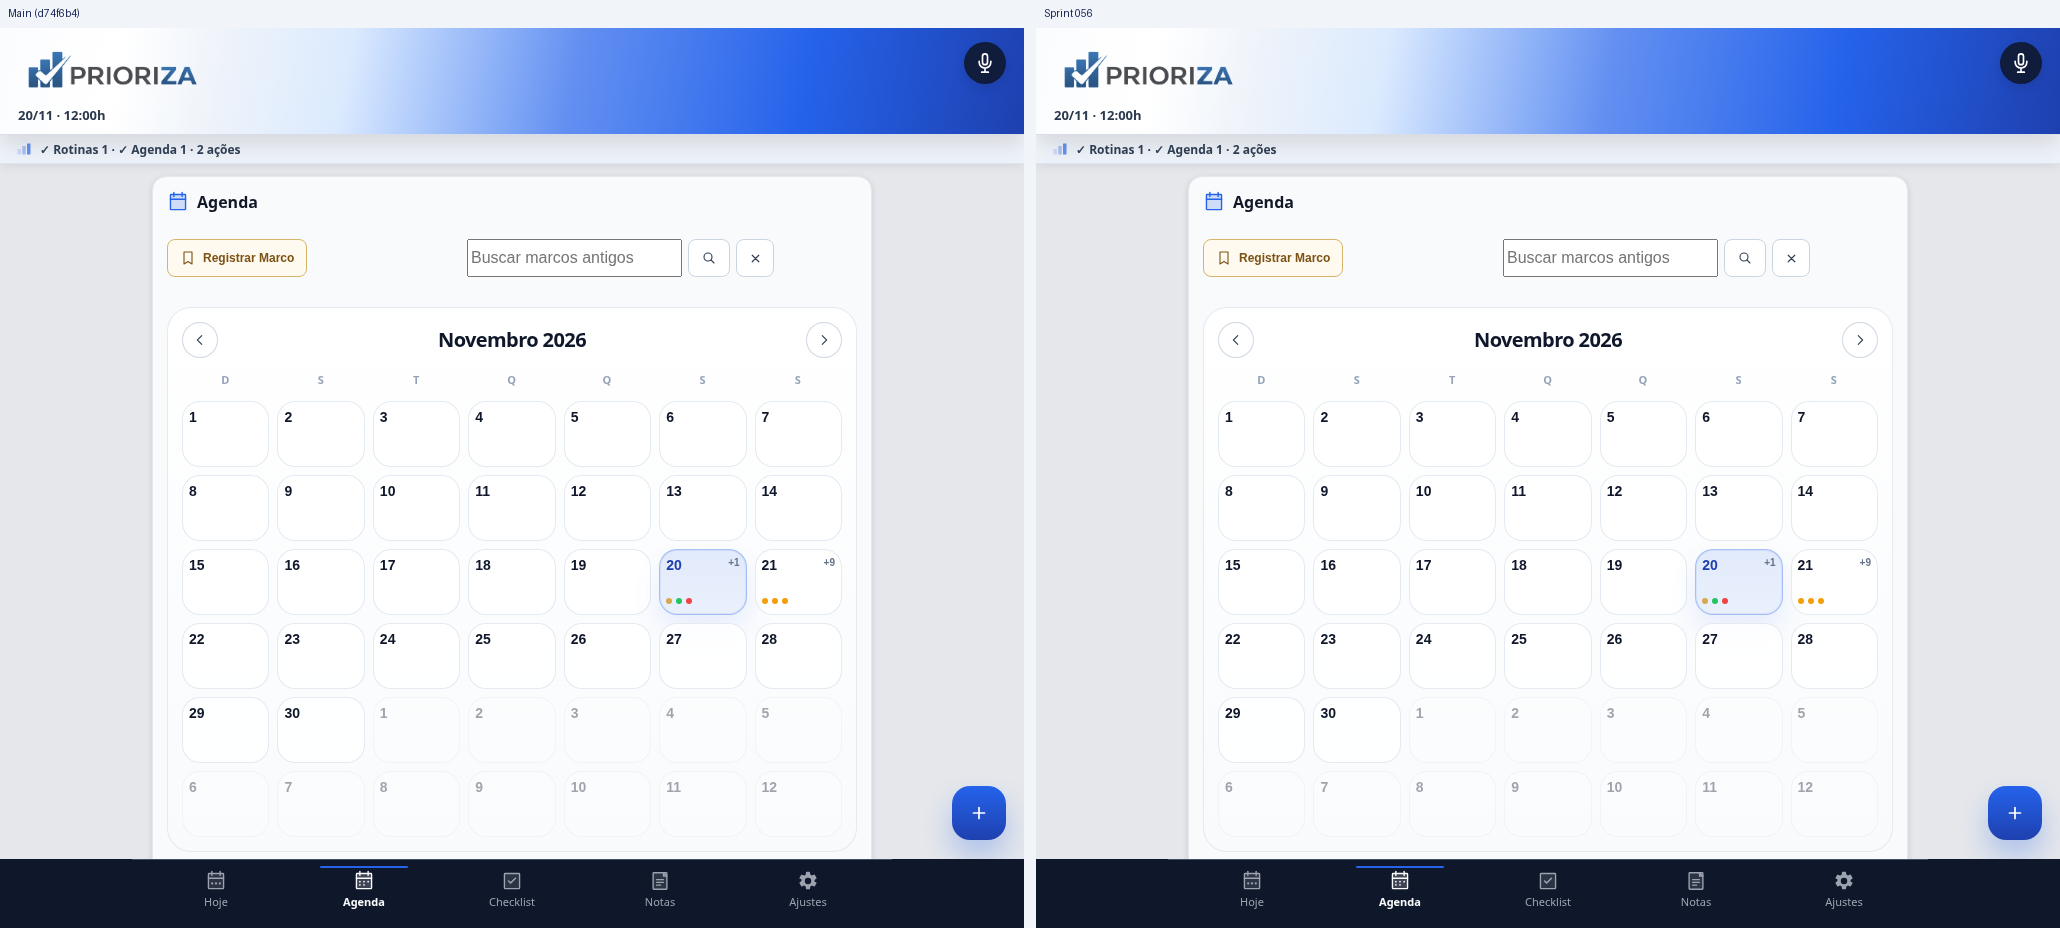 Main (d74f6b4)
PRIORIZA
20/11 · 12:00h
✓ Rotinas 1 · ✓ Agenda 1 · 2 ações
Agenda
Registrar Marco
Buscar marcos antigos
×
Novembro 2026
D S T Q Q S S
1 2 3 4 5 6 7
8 9 10 11 12 13 14
15 16 17 18 19 20 +1 21 +9
22 23 24 25 26 27 28
29 30 1 2 3 4 5
6 7 8 9 10 11 12
+
Hoje Agenda Checklist Notas Ajustes
Sprint 056
PRIORIZA
20/11 · 12:00h
✓ Rotinas 1 · ✓ Agenda 1 · 2 ações
Agenda
Registrar Marco
Buscar marcos antigos
×
Novembro 2026
D S T Q Q S S
1 2 3 4 5 6 7
8 9 10 11 12 13 14
15 16 17 18 19 20 +1 21 +9
22 23 24 25 26 27 28
29 30 1 2 3 4 5
6 7 8 9 10 11 12
+
Hoje Agenda Checklist Notas Ajustes